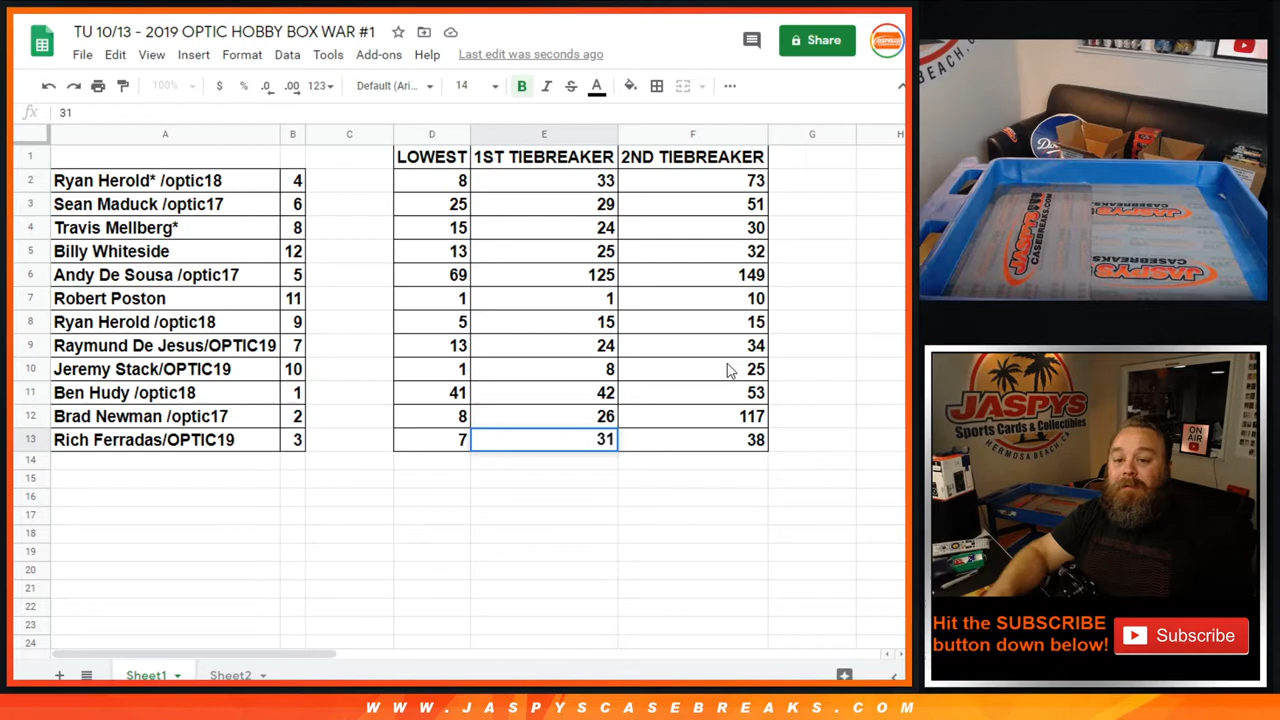 TU 10/13 - 2019 OPTIC HOBBY BOX WAR #1
File Edit View Insert Format Data Tools Add-ons Help Last edit was seconds ago
Share
100% $ % .0 .00 123 Default (Ari... 14 B I S A
fx 31
A B C D E F G H
1 LOWEST 1ST TIEBREAKER 2ND TIEBREAKER
2 Ryan Herold* /optic18 4 8 33 73
3 Sean Maduck /optic17 6 25 29 51
4 Travis Mellberg* 8 15 24 30
5 Billy Whiteside 12 13 25 32
6 Andy De Sousa /optic17 5 69 125 149
7 Robert Poston 11 1 1 10
8 Ryan Herold /optic18 9 5 15 15
9 Raymund De Jesus/OPTIC19 7 13 24 34
10 Jeremy Stack/OPTIC19 10 1 8 25
11 Ben Hudy /optic18 1 41 42 53
12 Brad Newman /optic17 2 8 26 117
13 Rich Ferradas/OPTIC19 3 7 31 38
14
15
16
17
18
19
20
21
22
23
24
Sheet1 Sheet2
BEACH, CA
JASPYS
CASEBREAKS.COM
JASPYS
JASPYS
JASPYS
Sports Cards & Collectibles
HERMOSA BEACH, CA
ON AIR
Hit the SUBSCRIBE
button down below!
Subscribe
WWW.JASPYSCASEBREAKS.COM